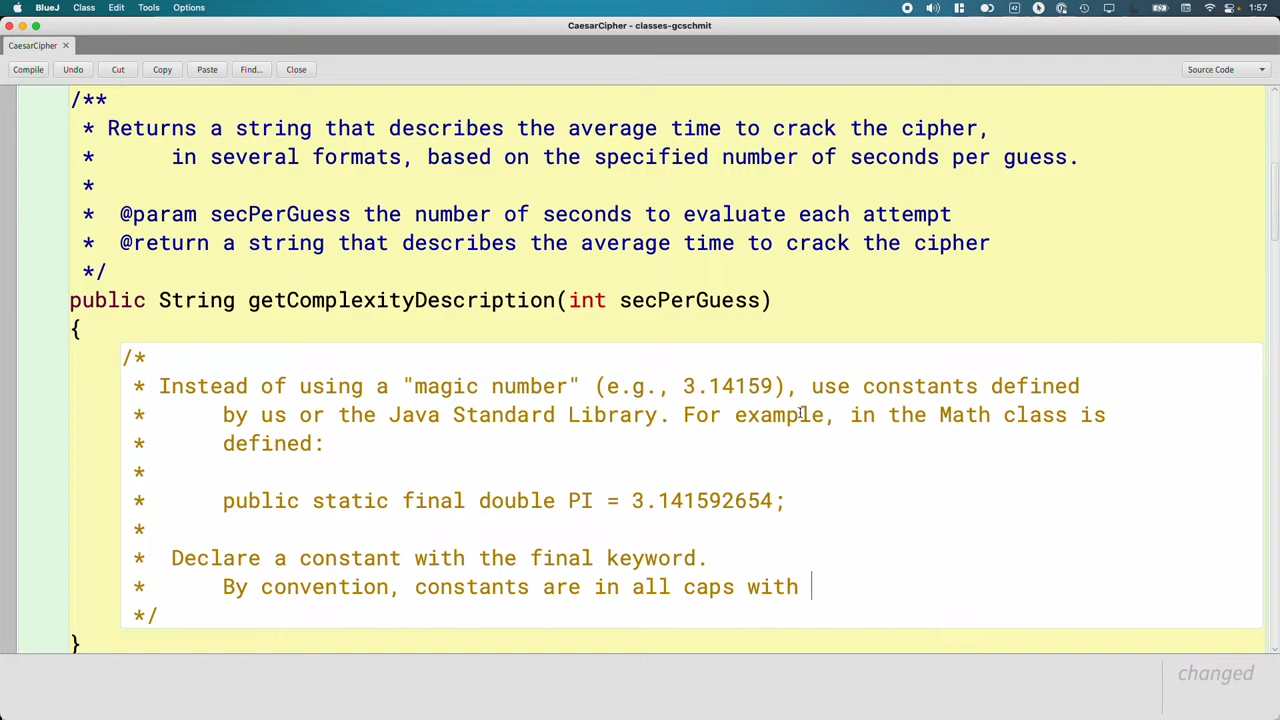 BlueJ Class Edit Tools Options 1:57
CaesarCipher - classes-gcschmit
CaesarCipher
Compile Undo Cut Copy Paste Find... Close Source Code
/**
* Returns a string that describes the average time to crack the cipher,
* in several formats, based on the specified number of seconds per guess.
*
* @param secPerGuess the number of seconds to evaluate each attempt
* @return a string that describes the average time to crack the cipher
*/
public String getComplexityDescription(int secPerGuess)
{
/*
* Instead of using a "magic number" (e.g., 3.14159), use constants defined
* by us or the Java Standard Library. For example, in the Math class is
* defined:
*
* public static final double PI = 3.141592654;
*
* Declare a constant with the final keyword.
* By convention, constants are in all caps with
*/
}
changed